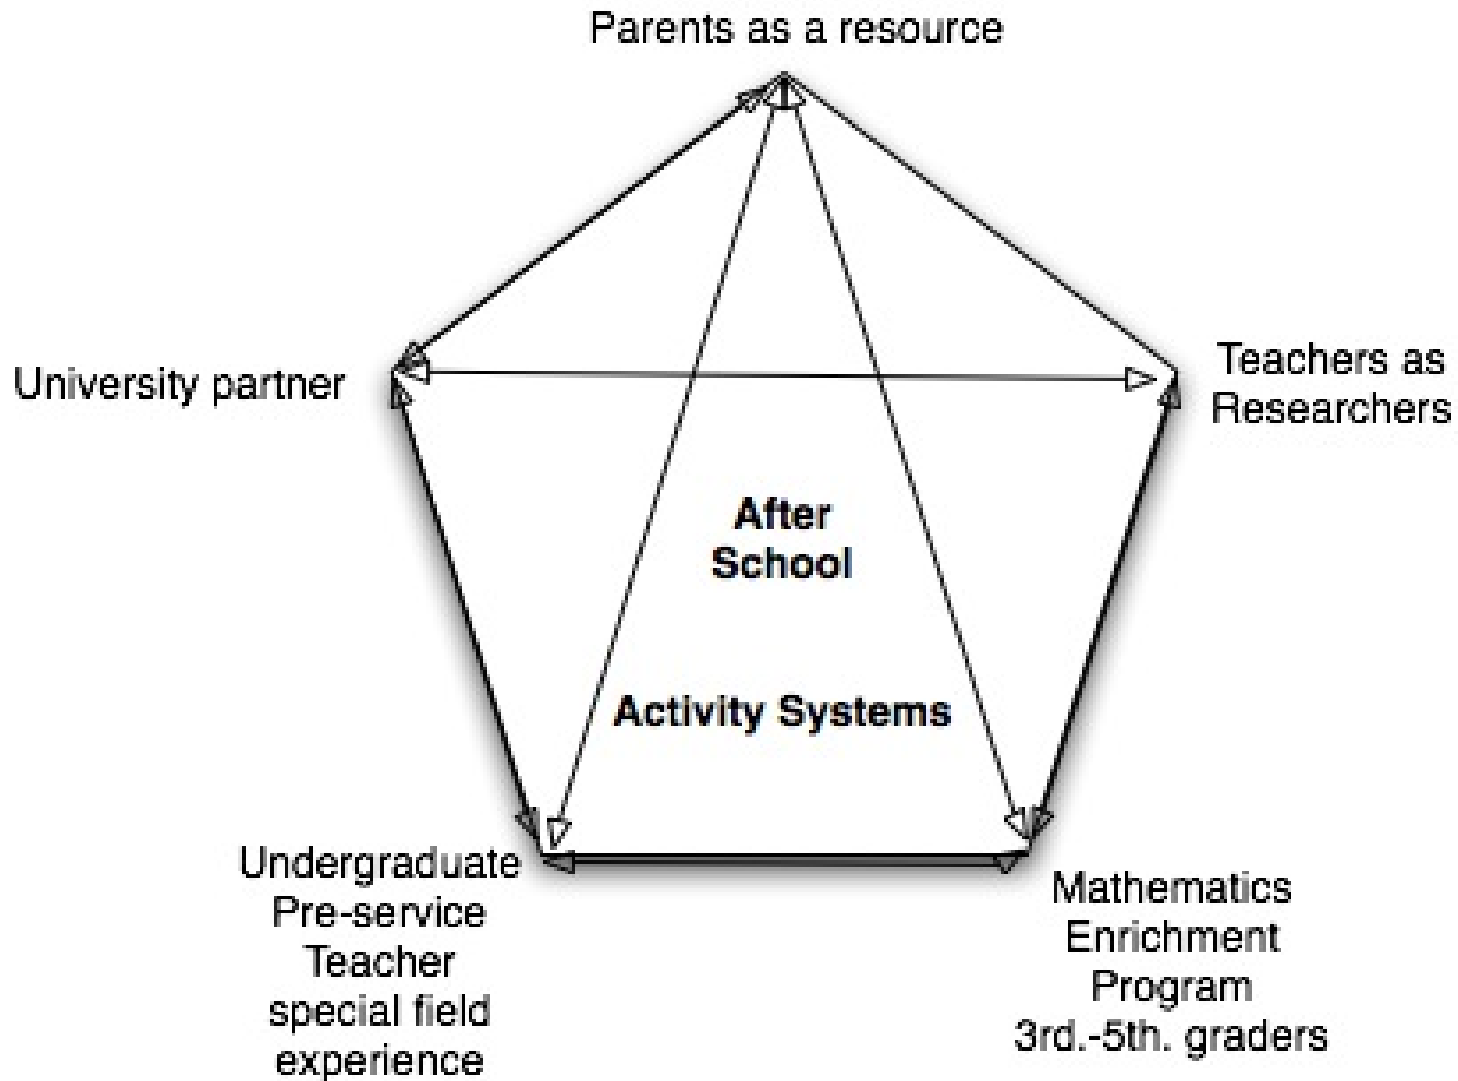 Parents as a resource
University partner
Teachers as
Researchers
After
School
Activity Systems
Undergraduate
Pre-service
Teacher
special field
experience
Mathematics
Enrichment
Program
3rd.-5th. graders